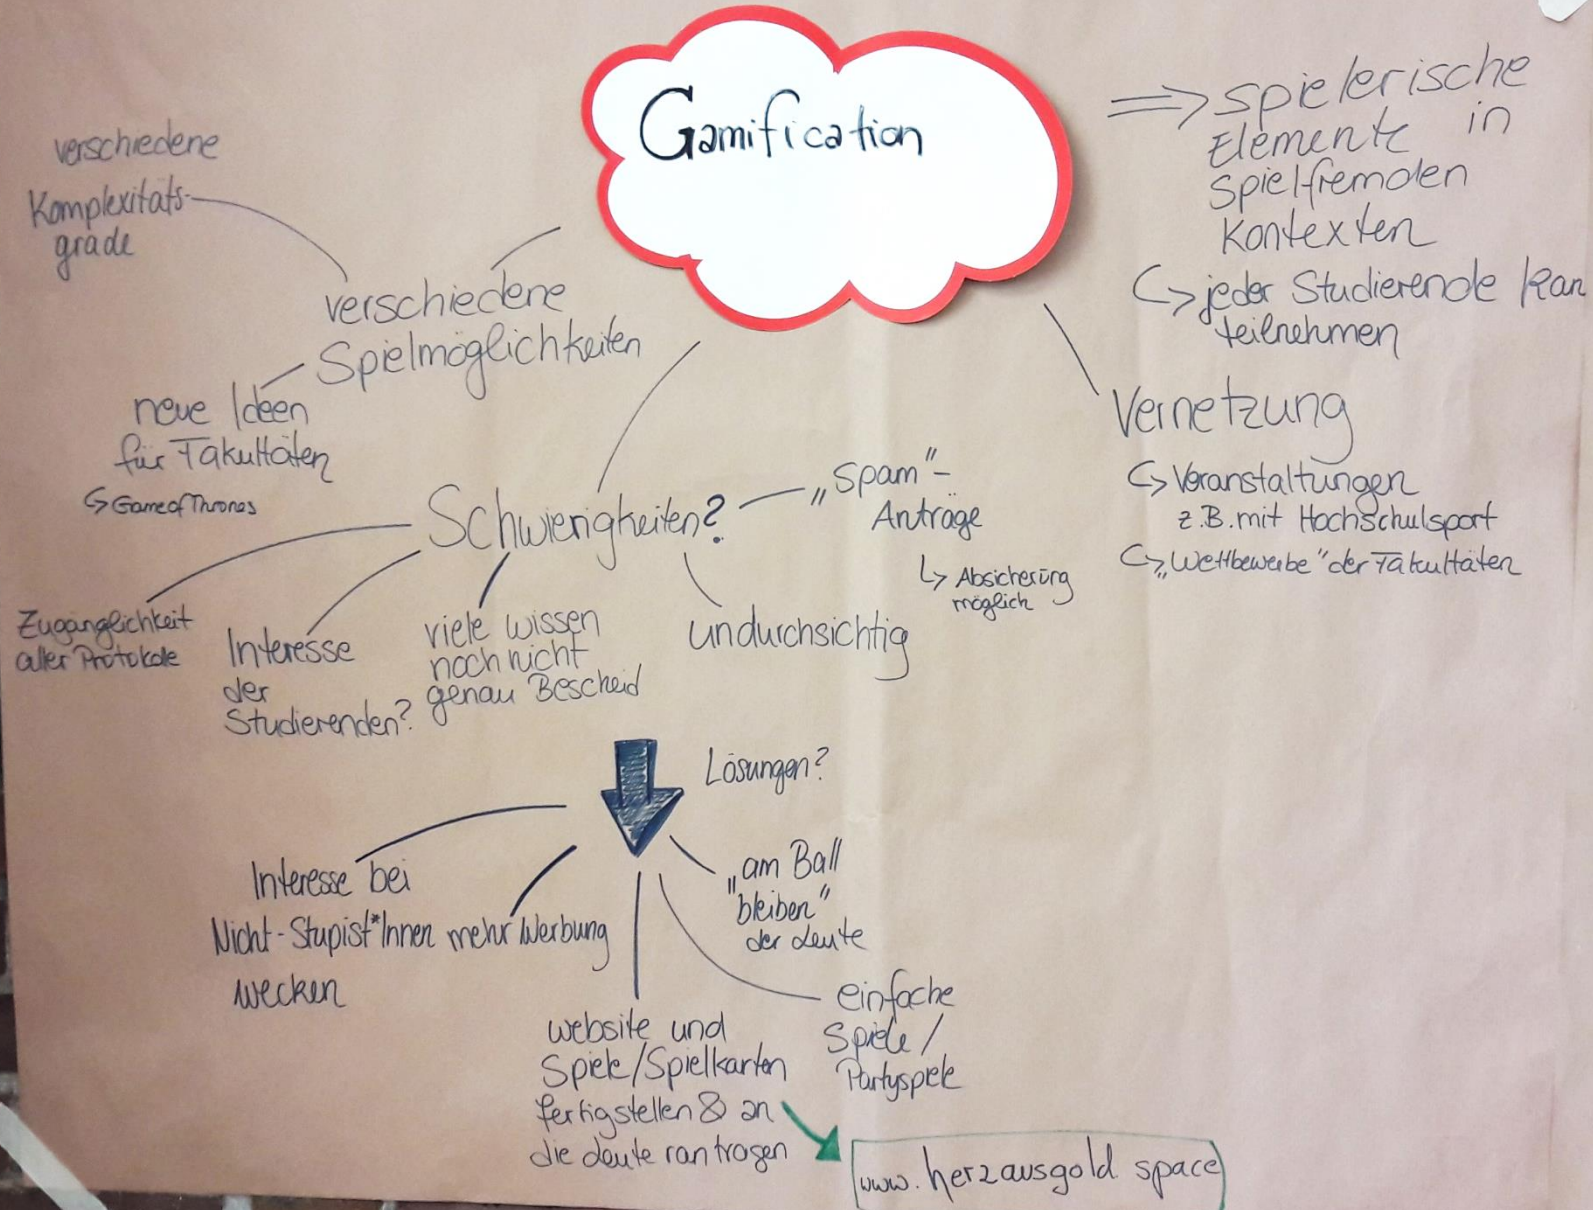 Gamification
=> spielerische
Elemente in
Spielfremden
Kontexten
↳ jeder Studierende kan
teilnehmen
verschiedene
Komplexitäts-
grade
verschiedene
Spielmöglichkeiten
neue Ideen
für Fakultäten
↳ Game of Thrones
Vernetzung
↳ Veranstaltungen
z.B. mit Hochschulsport
↳ „Wettbewerbe" der Fakultäten
Schwierigkeiten?
„Spam"-
Anträge
↳ Absicherung
möglich
Zugänglichkeit
aller Protokole
Interesse
der
Studierenden?
viele wissen
noch nicht
genau Bescheid
undurchsichtig
Lösungen?
Interesse bei
Nicht-Stupist*Innen
wecken
mehr Werbung
„am Ball
bleiben"
der Leute
website und
Spiele/Spielkarten
fertigstellen & an
die Leute rantragen
einfache
Spiele /
Partyspiele
www.herzausgold.space